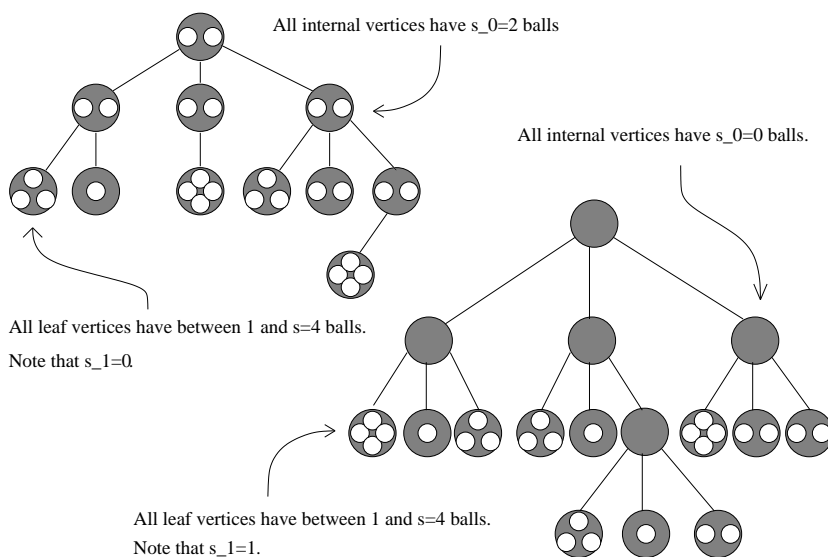 All internal vertices have s_0=2 balls
All internal vertices have s_0=0 balls.
All leaf vertices have between 1 and s=4 balls.
Note that s_1=0.
All leaf vertices have between 1 and s=4 balls.
Note that s_1=1.